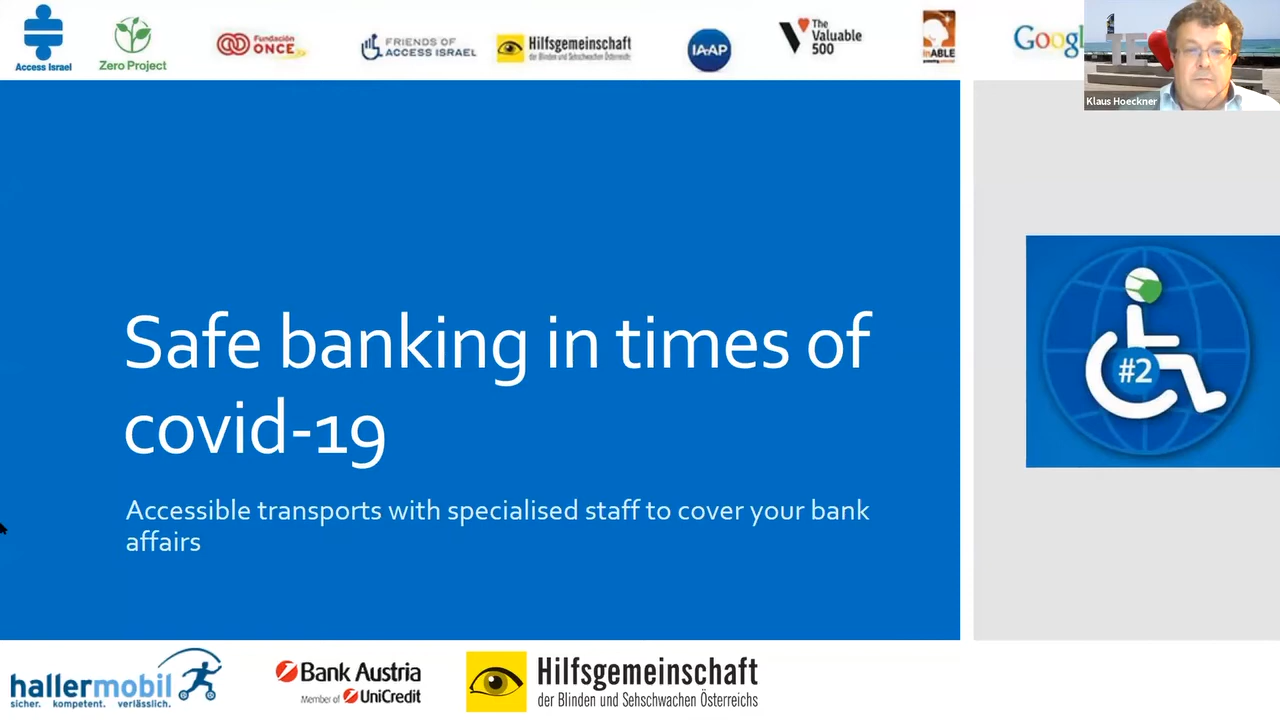 Access Israel
Zero Project
Fundación
ONCE
FRIENDS OF
ACCESS ISRAEL
Hilfsgemeinschaft
der Blinden und Sehschwachen Österreichs
IAAP
The
Valuable
500
inABLE
Googl
TE
Klaus Hoeckner
Safe banking in times of
covid-19
Accessible transports with specialised staff to cover your bank
affairs
#2
hallermobil
sicher. kompetent. verlässlich.
Bank Austria
Member of UniCredit
Hilfsgemeinschaft
der Blinden und Sehschwachen Österreichs